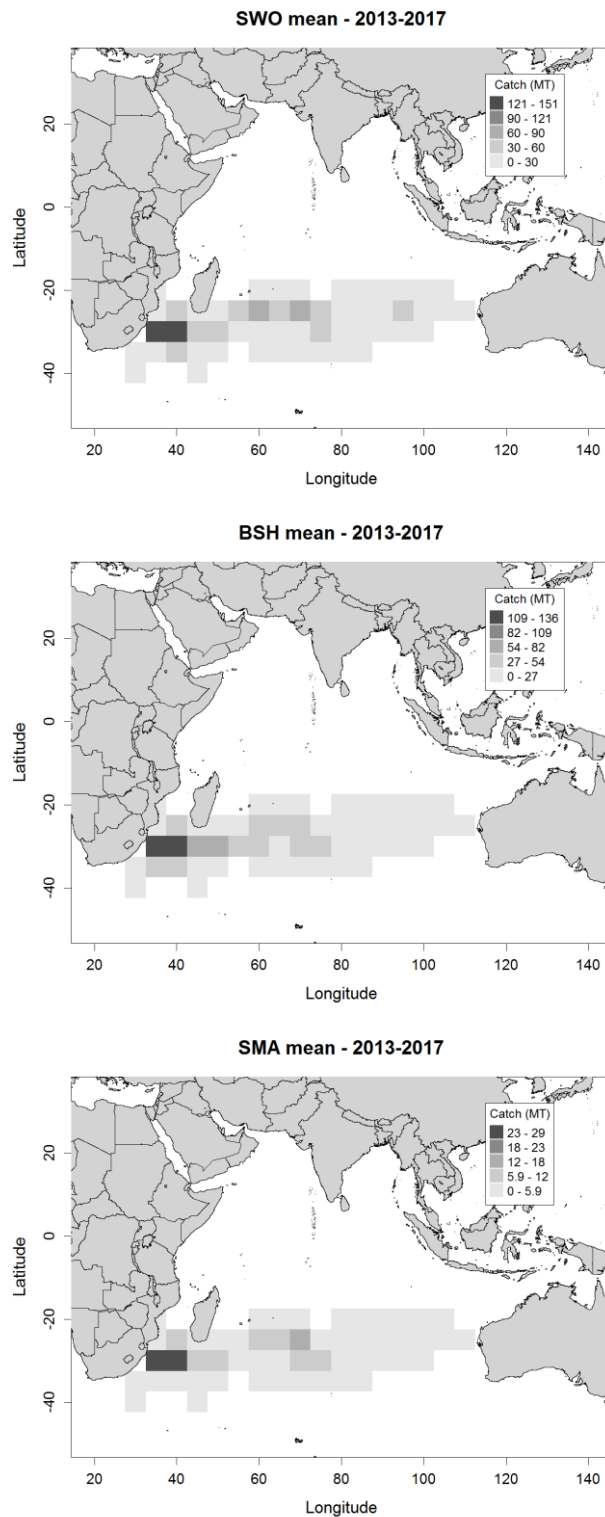 SWO mean - 2013-2017
Catch (MT)
121 - 151
90 - 121
60 - 90
30 - 60
0 - 30
Latitude
20
0
-20
-40
20
40
60
80
100
120
140
Longitude
BSH mean - 2013-2017
Catch (MT)
109 - 136
82 - 109
54 - 82
27 - 54
0 - 27
Latitude
20
0
-20
-40
20
40
60
80
100
120
140
Longitude
SMA mean - 2013-2017
Catch (MT)
23 - 29
18 - 23
12 - 18
5.9 - 12
0 - 5.9
Latitude
20
0
-20
-40
20
40
60
80
100
120
140
Longitude